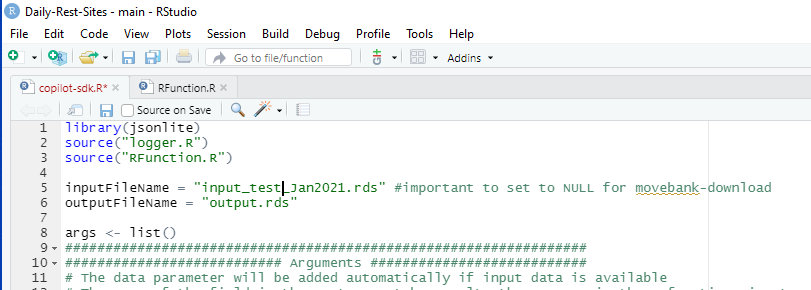 Daily-Rest-Sites - main - RStudio
File Edit Code View Plots Session Build Debug Profile Tools Help
Go to file/function Addins
copilot-sdk.R* RFunction.R
Source on Save
1 library(jsonlite)
2 source("logger.R")
3 source("RFunction.R")
4
5 inputFileName = "input_test_Jan2021.rds" #important to set to NULL for movebank-download
6 outputFileName = "output.rds"
7
8 args <- list()
9 #################################################################
10 ########################### Arguments ###########################
11 # The data parameter will be added automatically if input data is available